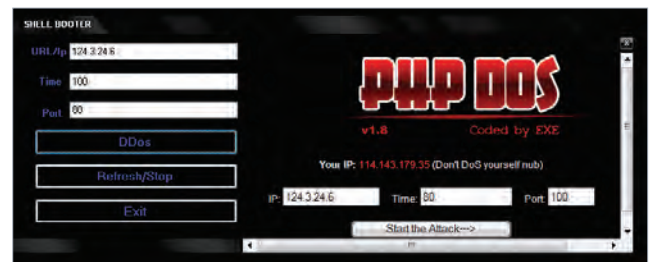 SHELL BOOTER
URL/Ip 124.3.24.6
Time 100
Port 80
DDos
Refresh/Stop
Exit
PHP DOS
v1.8 Coded by EXE
Your IP: 114.143.179.35 (Don't DoS yourself nub)
IP: 124.3.24.6 Time: 80 Port: 100
Start the Attack--->